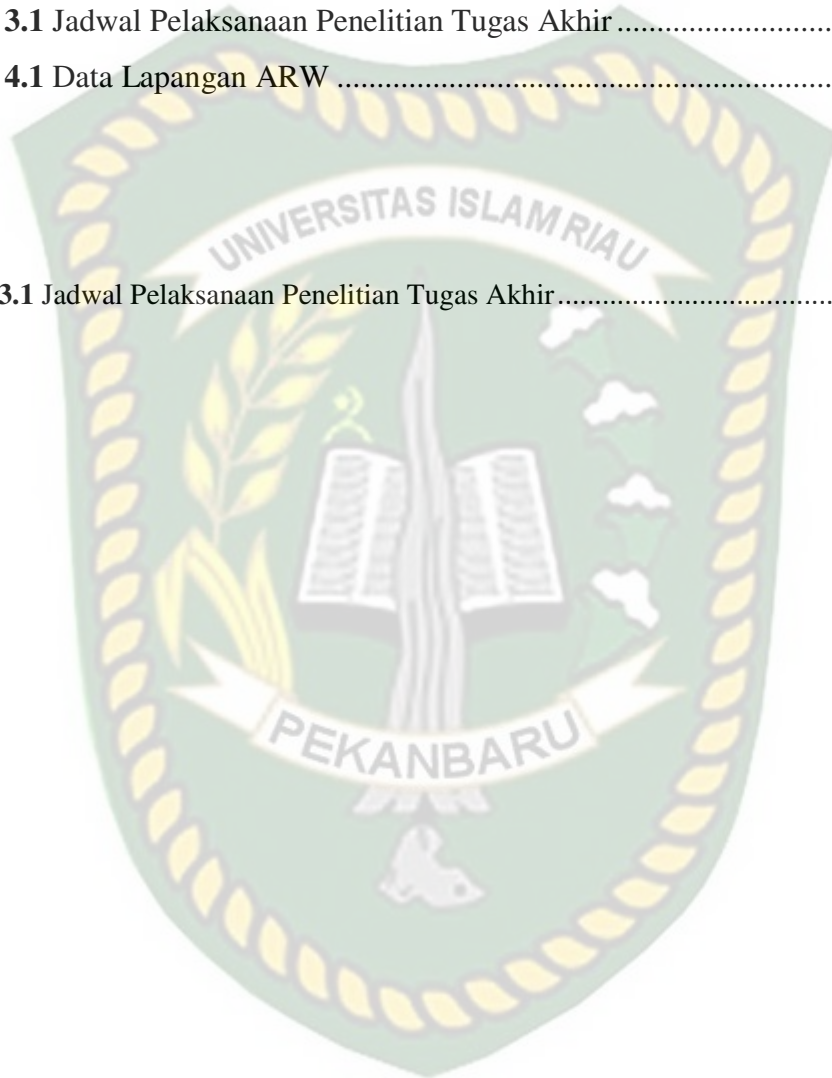 3.1 Jadwal Pelaksanaan Penelitian Tugas Akhir ......................................
4.1 Data Lapangan ARW ..............................................................................
UNIVERSITAS ISLAM RIAU
3.1 Jadwal Pelaksanaan Penelitian Tugas Akhir ......................................
PEKANBARU